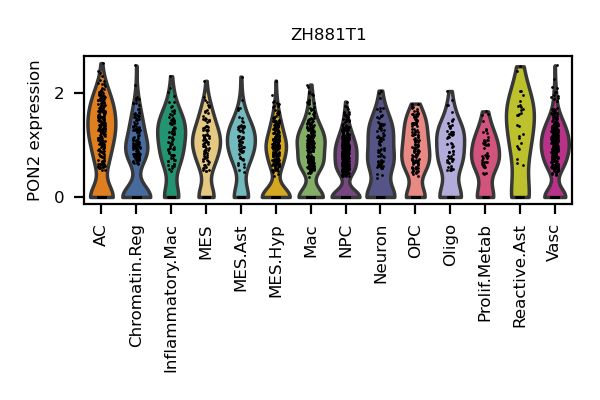 ZH881T1
PON2 expression
2
0
AC
Chromatin.Reg
Inflammatory.Mac
MES
MES.Ast
MES.Hyp
Mac
NPC
Neuron
OPC
Oligo
Prolif.Metab
Reactive.Ast
Vasc